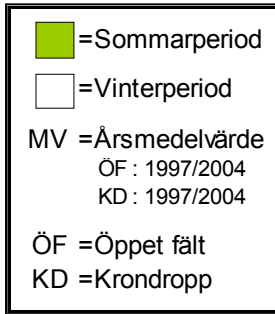 =Sommarperiod
=Vinterperiod
MV =Årsmedelvärde
ÖF : 1997/2004
KD : 1997/2004
ÖF =Öppet fält
KD =Krondropp